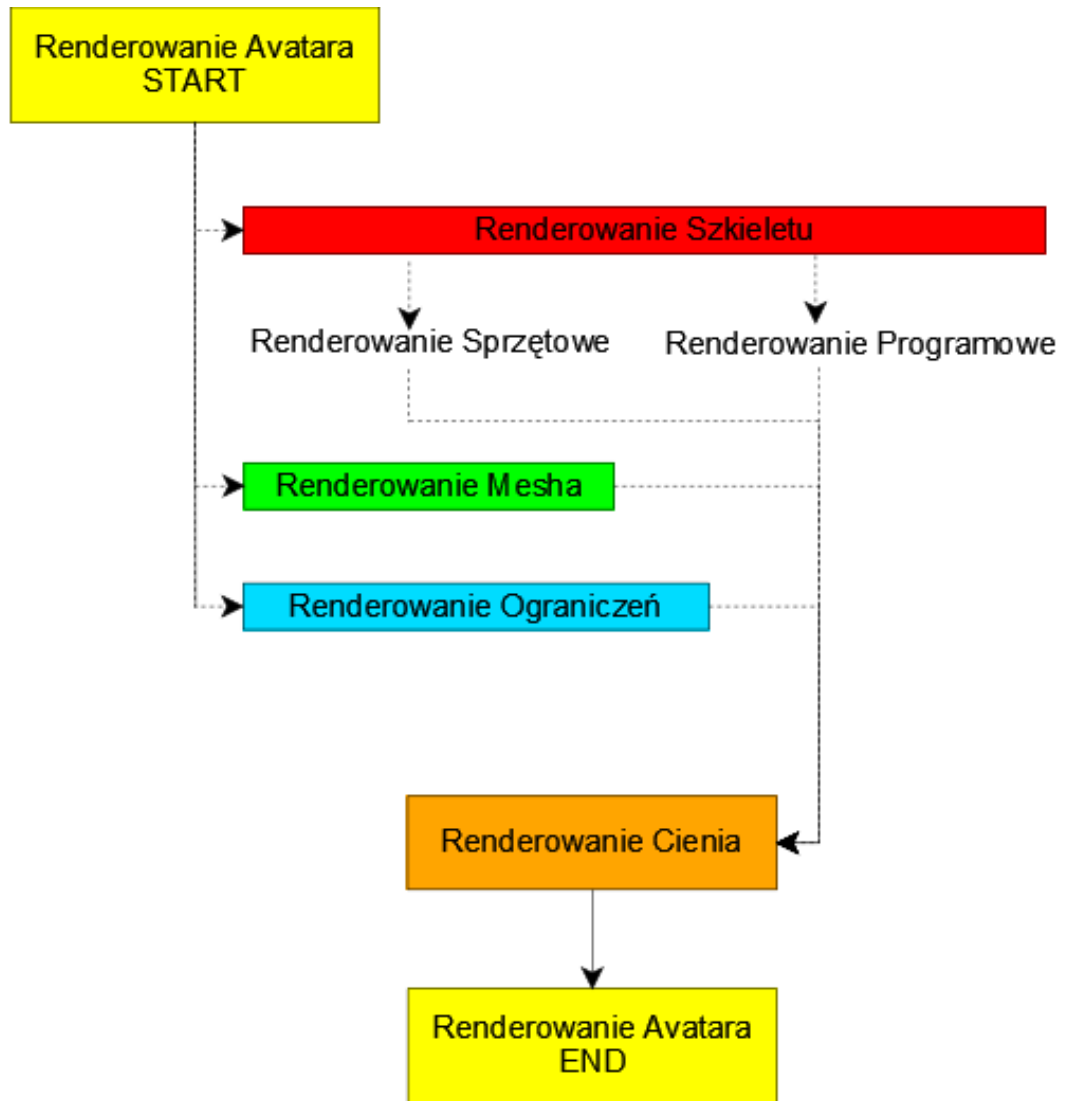 Renderowanie Avatara
START
Renderowanie Szkieletu
Renderowanie Sprzętowe
Renderowanie Programowe
Renderowanie Mesha
Renderowanie Ograniczeń
Renderowanie Cienia
Renderowanie Avatara
END